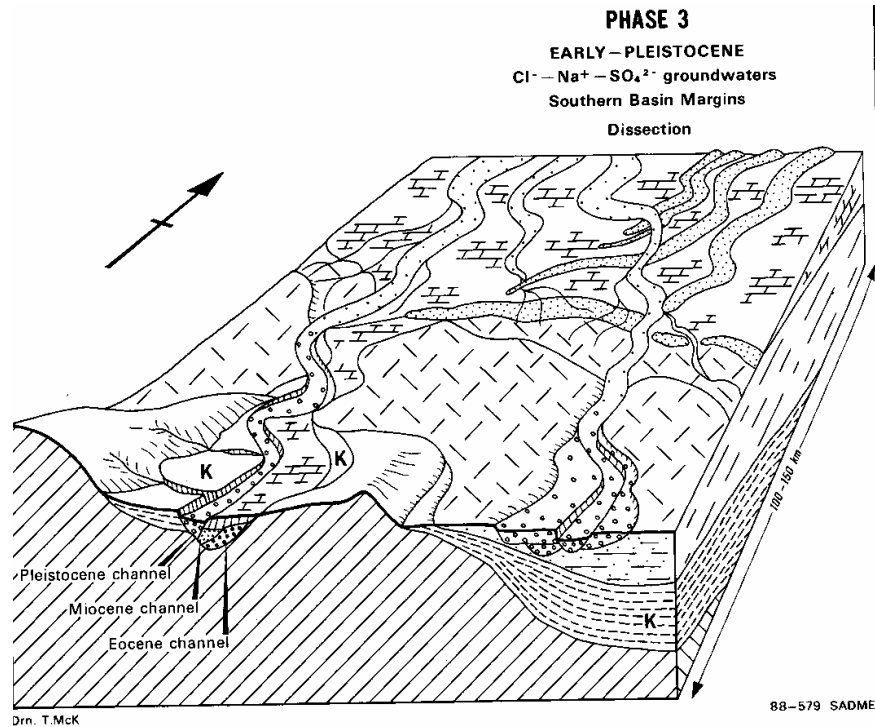 PHASE 3
EARLY–PLEISTOCENE
Cl⁻–Na⁺–SO₄²⁻ groundwaters
Southern Basin Margins
Dissection
K
K
100-150 km
Pleistocene channel
Miocene channel
K
Eocene channel
Drn. T.McK
88–579 SADME